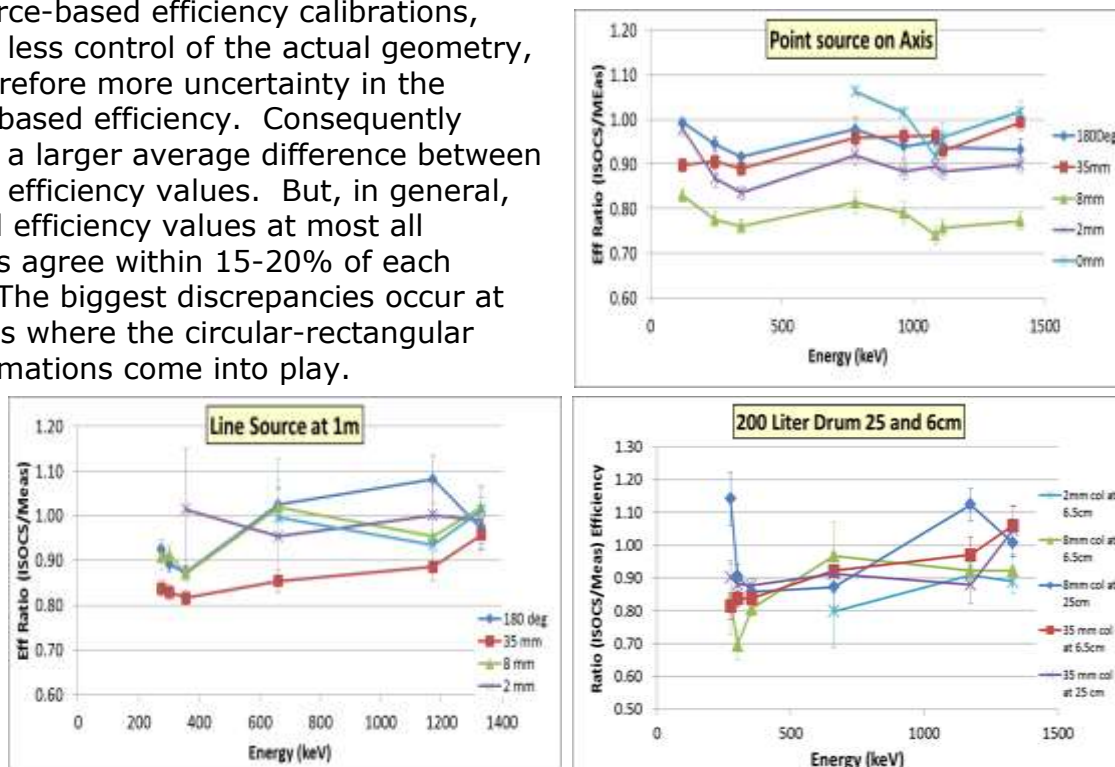 rce-based efficiency calibrations,
less control of the actual geometry,
refore more uncertainty in the
based efficiency. Consequently
a larger average difference between
efficiency values. But, in general,
d efficiency values at most all
s agree within 15-20% of each
The biggest discrepancies occur at
s where the circular-rectangular
mations come into play.
Point source on Axis
Eff Ratio (ISOCS/MEas)
1.20
1.10
1.00
0.90
0.80
0.70
0.60
0
500
1000
1500
Energy (keV)
180Deg
35mm
8mm
2mm
0mm
Line Source at 1m
Eff Ratio (ISOCS/Meas)
1.20
1.10
1.00
0.90
0.80
0.70
0.60
0
200
400
600
800
1000
1200
1400
Energy (keV)
180 deg
35 mm
8 mm
2 mm
200 Liter Drum 25 and 6cm
Ratio (ISOCS/Meas) Efficiency
1.30
1.20
1.10
1.00
0.90
0.80
0.70
0.60
0.50
0
500
1000
1500
Energy (keV)
2mm col at
6.5cm
8mm col at
6.5cm
8mm col at
25cm
35 mm col
at 6.5cm
35 mm col
at 25 cm